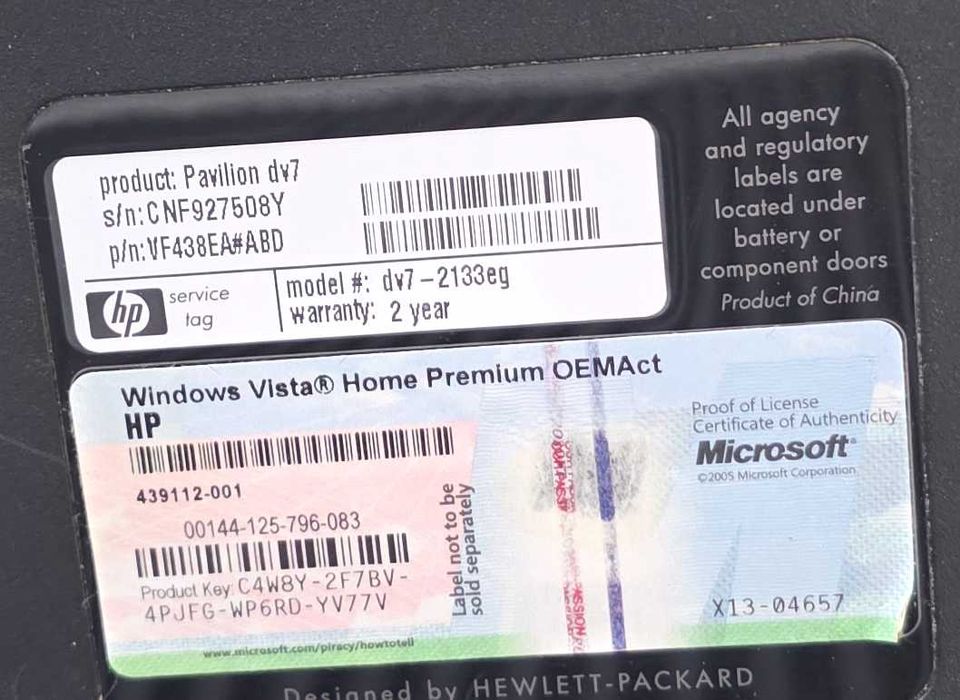 product: Pavilion dv7
s/n:CNF927508Y
p/n:VF438EA#ABD
hp
service
tag
model #: dv7-2133eg
warranty: 2 year
All agency
and regulatory
labels are
located under
battery or
component doors
Product of China
Windows Vista® Home Premium OEMAct
HP
439112-001
00144-125-796-083
Product Key: C4W8Y-2F7BV-
4PJFG-WP6RD-YV77V
www.microsoft.com/piracy/howtotell
Label not to be
sold separately
Proof of License
Certificate of Authenticity
Microsoft®
©2005 Microsoft Corporation
X13-04657
Designed by HEWLETT-PACKARD